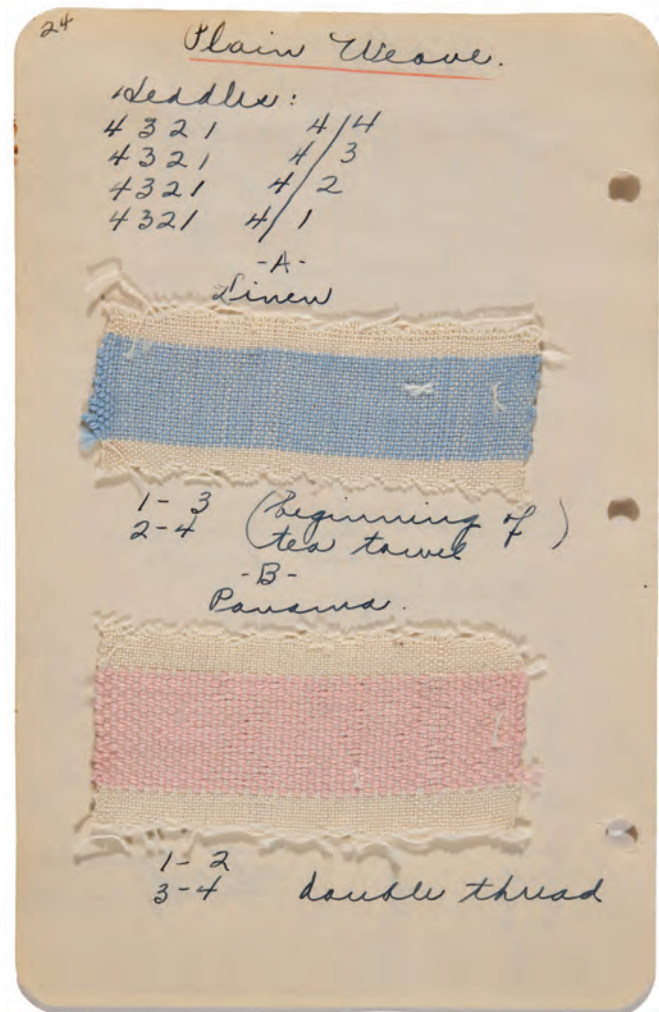 24
Plain Weave.
Heddles:
4 3 2 1 4/4
4 3 2 1 4/3
4 3 2 1 4/2
4 3 2 1 4/1
-A-
Linen
1-3 (beginning of)
2-4 (tea towel)
-B-
Panama.
1-2
3-4 double thread